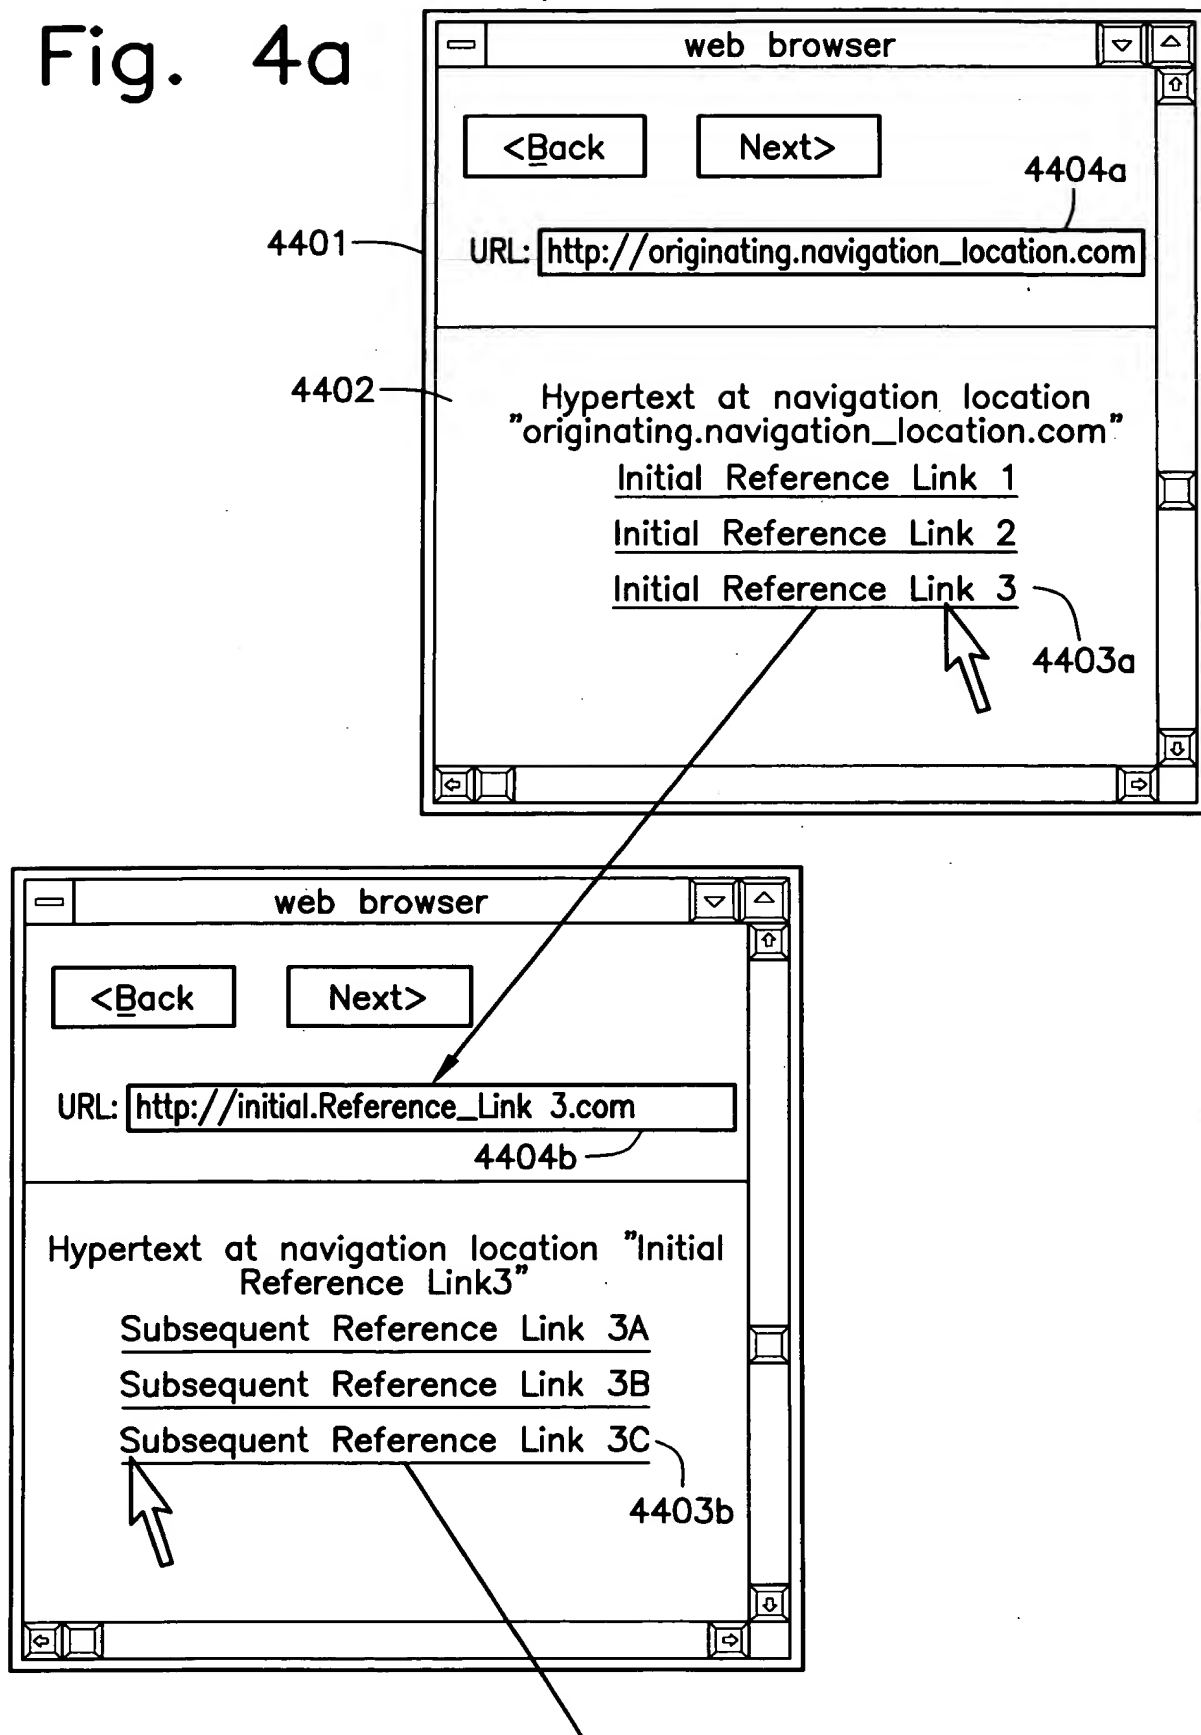 Fig. 4a
web browser
<Back
Next>
4404a
4401
URL: http://originating.navigation_location.com
4402
Hypertext at navigation location
"originating.navigation_location.com"
Initial Reference Link 1
Initial Reference Link 2
Initial Reference Link 3
4403a
web browser
<Back
Next>
URL: http://initial.Reference_Link 3.com
4404b
Hypertext at navigation location "Initial
Reference Link3"
Subsequent Reference Link 3A
Subsequent Reference Link 3B
Subsequent Reference Link 3C
4403b